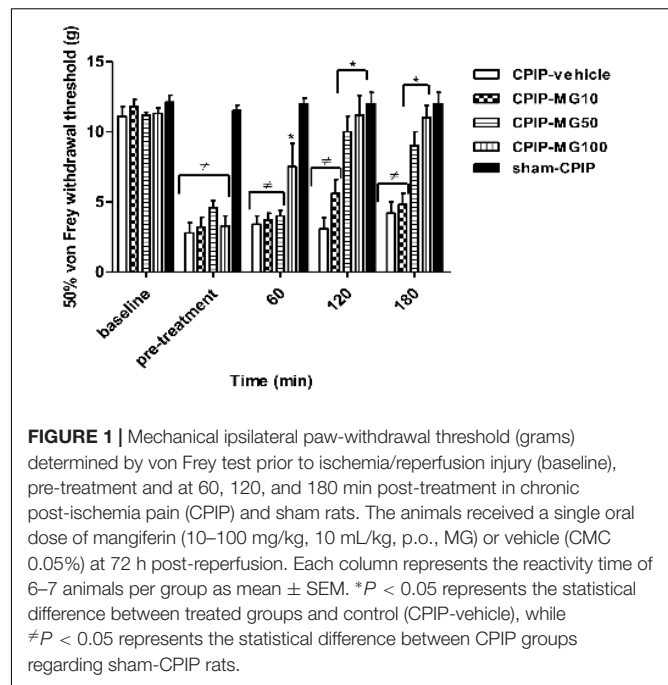 15
10
5
0
50% von Frey withdrawal threshold (g)
*
*
*
≠
≠
≠
≠
baseline
pre-treatment
60
120
180
Time (min)
CPIP-vehicle
CPIP-MG10
CPIP-MG50
CPIP-MG100
sham-CPIP
FIGURE 1 | Mechanical ipsilateral paw-withdrawal threshold (grams)
determined by von Frey test prior to ischemia/reperfusion injury (baseline),
pre-treatment and at 60, 120, and 180 min post-treatment in chronic
post-ischemia pain (CPIP) and sham rats. The animals received a single oral
dose of mangiferin (10–100 mg/kg, 10 mL/kg, p.o., MG) or vehicle (CMC
0.05%) at 72 h post-reperfusion. Each column represents the reactivity time of
6–7 animals per group as mean ± SEM. *P < 0.05 represents the statistical
difference between treated groups and control (CPIP-vehicle), while
≠P < 0.05 represents the statistical difference between CPIP groups
regarding sham-CPIP rats.